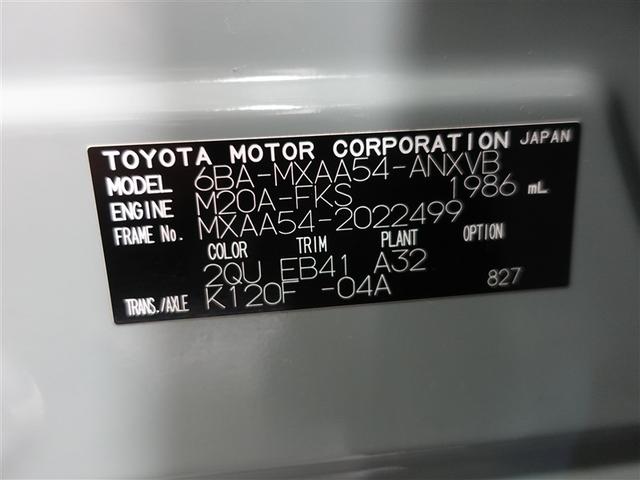 TOYOTA MOTOR CORPORATION JAPAN
MODEL 6BA-MXAA54-ANXVB
ENGINE M20A-FKS 1986 mL
FRAME No. MXAA54-2022499
COLOR TRIM PLANT OPTION
2QU EB41 A32
TRANS./AXLE K120F -04A 827